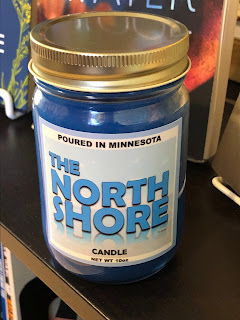 POURED IN MINNESOTA
THE
NORTH
SHORE
CANDLE
NET WT 10oz